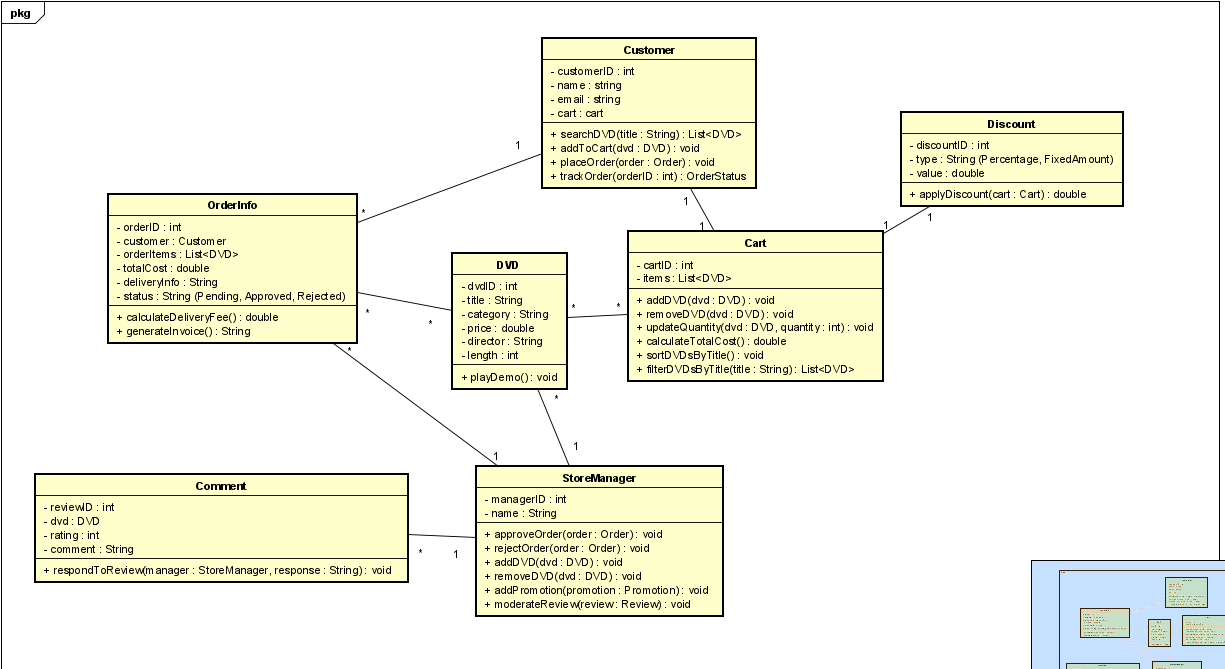 pkg
Customer
- customerID : int
- name : string
- email : string
- cart : cart
+ searchDVD(title : String) : List<DVD>
+ addToCart(dvd : DVD) : void
+ placeOrder(order : Order) : void
+ trackOrder(orderID : int) : OrderStatus
Discount
- discountID : int
- type : String (Percentage, FixedAmount)
- value : double
+ applyDiscount(cart : Cart) : double
1
*
1
1
1
1
OrderInfo
- orderID : int
- customer : Customer
- orderItems : List<DVD>
- totalCost : double
- deliveryInfo : String
- status : String (Pending, Approved, Rejected)
+ calculateDeliveryFee() : double
+ generateInvoice() : String
DVD
- dvdID : int
- title : String
- category : String
- price : double
- director : String
- length : int
+ playDemo() : void
Cart
- cartID : int
- items : List<DVD>
+ addDVD(dvd : DVD) : void
+ removeDVD(dvd : DVD) : void
+ updateQuantity(dvd : DVD, quantity : int) : void
+ calculateTotalCost() : double
+ sortDVDsByTitle() : void
+ filterDVDsByTitle(title : String) : List<DVD>
*
*
*
*
*
*
1
1
Comment
- reviewID : int
- dvd : DVD
- rating : int
- comment : String
+ respondToReview(manager : StoreManager, response : String) : void
*
1
StoreManager
- managerID : int
- name : String
+ approveOrder(order : Order) : void
+ rejectOrder(order : Order) : void
+ addDVD(dvd : DVD) : void
+ removeDVD(dvd : DVD) : void
+ addPromotion(promotion : Promotion) : void
+ moderateReview(review : Review) : void